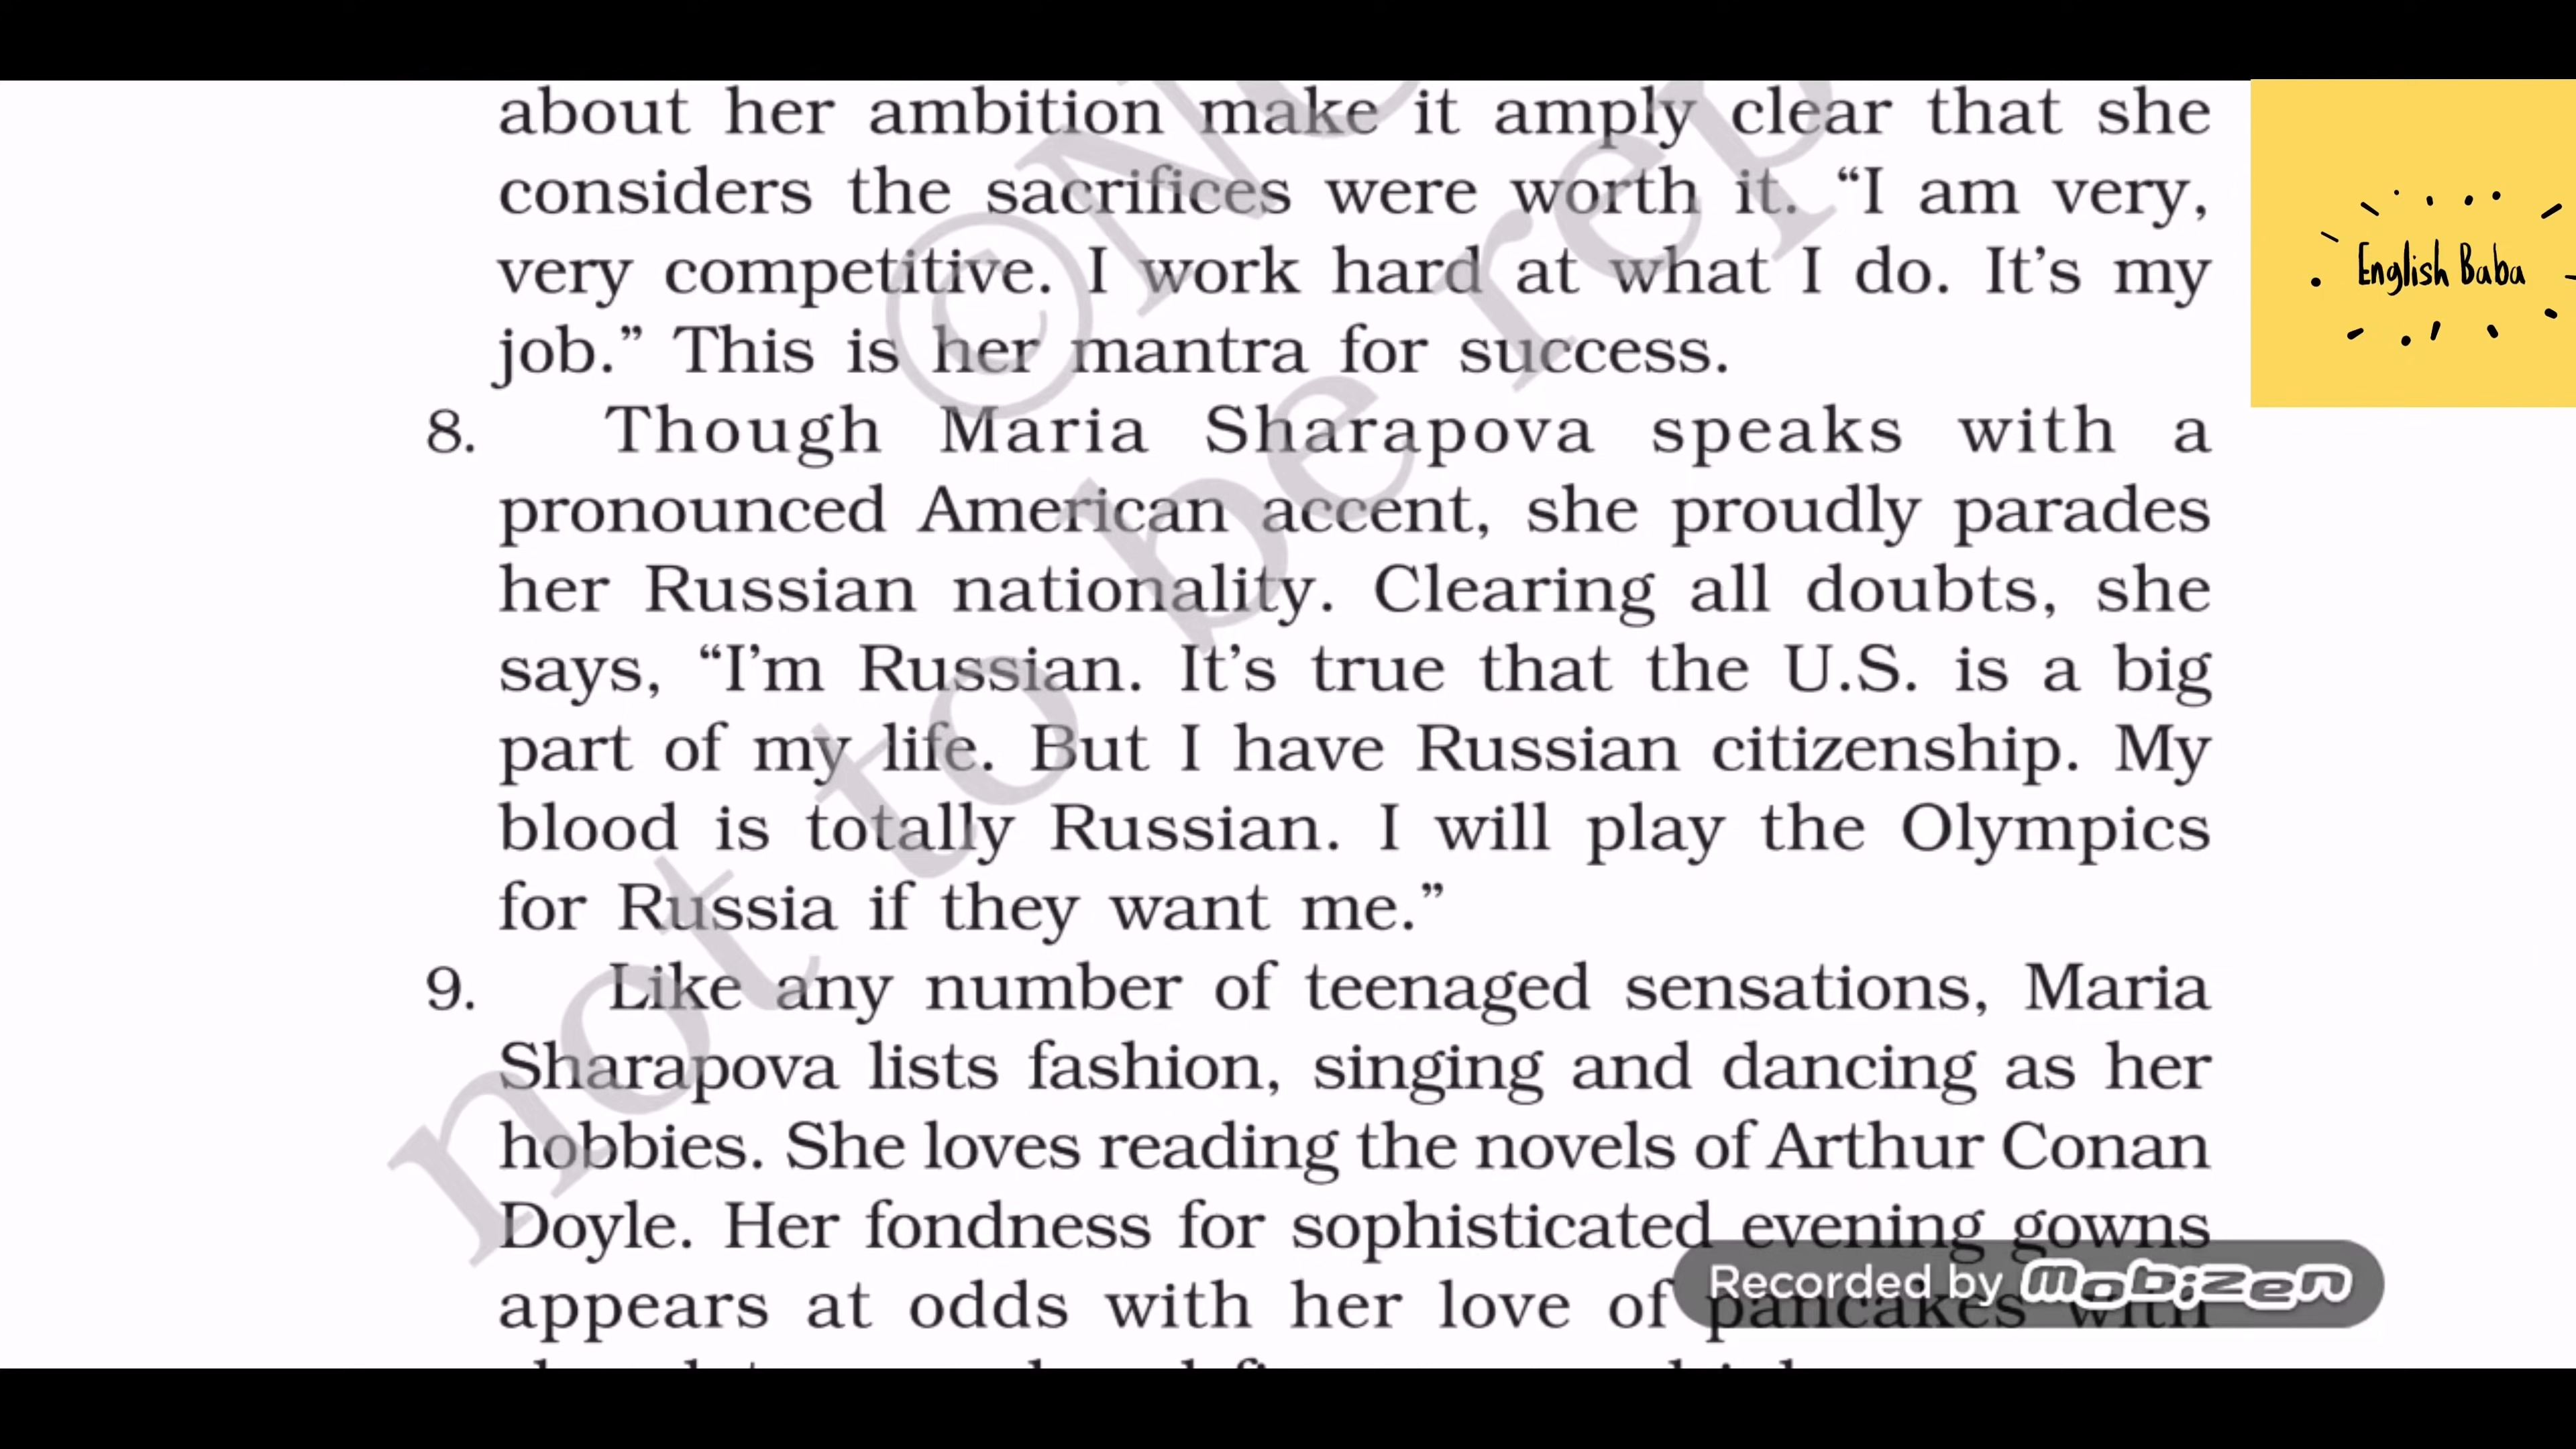 about her ambition make it amply clear that she
considers the sacrifices were worth it. “I am very,
very competitive. I work hard at what I do. It’s my
job.” This is her mantra for success.
8. Though Maria Sharapova speaks with a
pronounced American accent, she proudly parades
her Russian nationality. Clearing all doubts, she
says, “I’m Russian. It’s true that the U.S. is a big
part of my life. But I have Russian citizenship. My
blood is totally Russian. I will play the Olympics
for Russia if they want me.”
9. Like any number of teenaged sensations, Maria
Sharapova lists fashion, singing and dancing as her
hobbies. She loves reading the novels of Arthur Conan
Doyle. Her fondness for sophisticated evening gowns
appears at odds with her love of pancakes with
English Baba
Recorded by mobizen
not to be rep